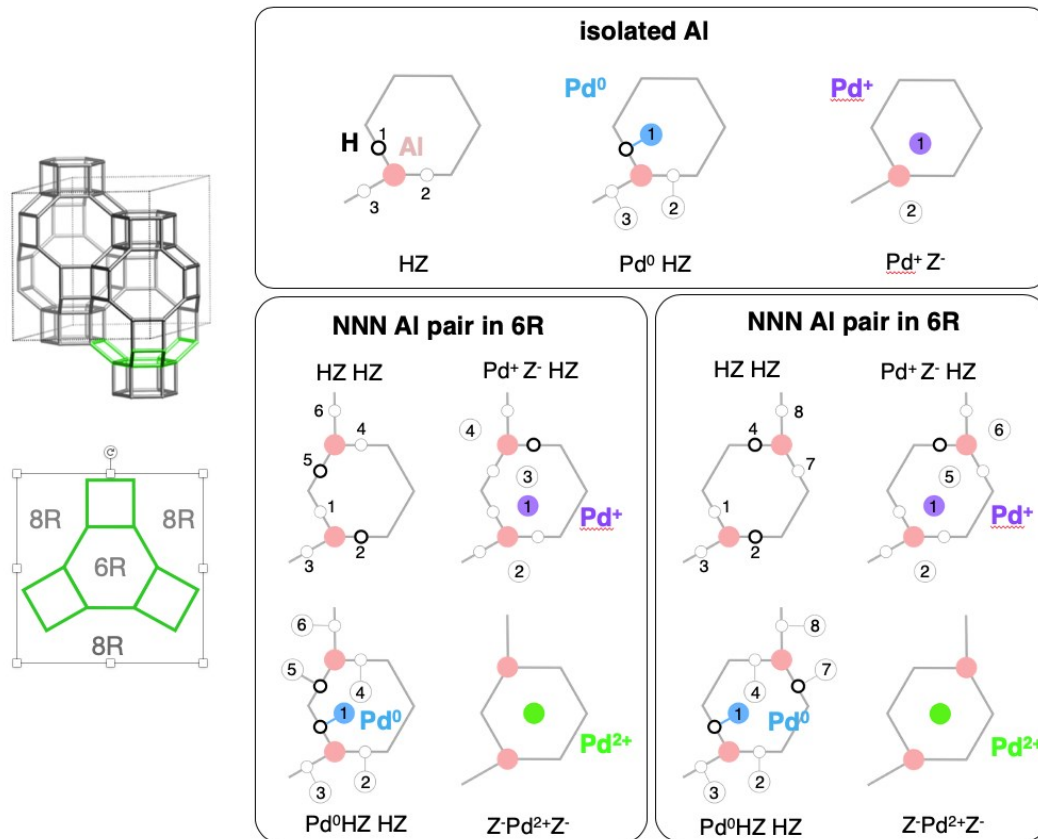 isolated Al
Pd⁰
Pd⁺
H
1
Al
2
3
HZ
1
2
3
Pd⁰ HZ
1
2
Pd⁺ Z⁻
8R
8R
6R
8R
NNN Al pair in 6R
HZ HZ
6
4
5
1
2
3
Pd⁺ Z⁻ HZ
4
3
1
Pd⁺
2
6
5
4
1
Pd⁰
2
3
Pd⁰HZ HZ
Pd²⁺
Z⁻Pd²⁺Z⁻
NNN Al pair in 6R
HZ HZ
8
4
7
1
2
3
Pd⁺ Z⁻ HZ
6
5
1
Pd⁺
2
8
7
4
1
Pd⁰
2
3
Pd⁰HZ HZ
Pd²⁺
Z⁻Pd²⁺Z⁻